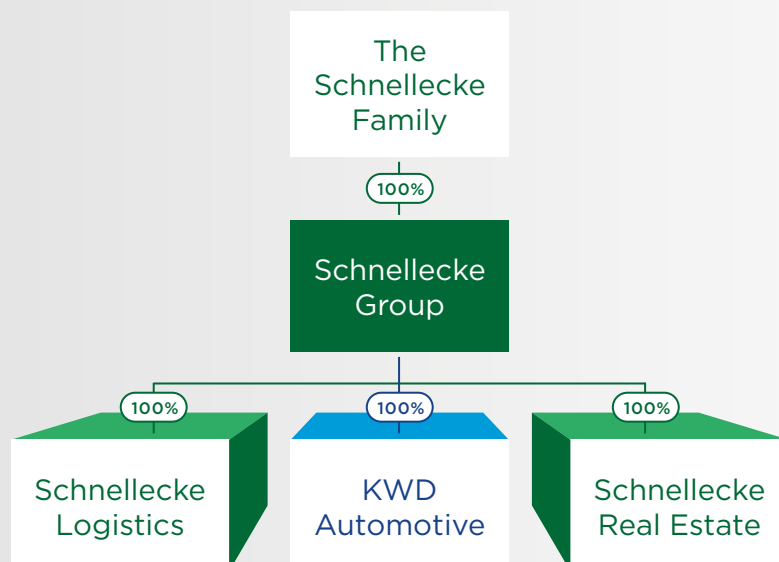 The
Schnellecke
Family
100%
Schnellecke
Group
100%
100%
100%
Schnellecke
Logistics
KWD
Automotive
Schnellecke
Real Estate